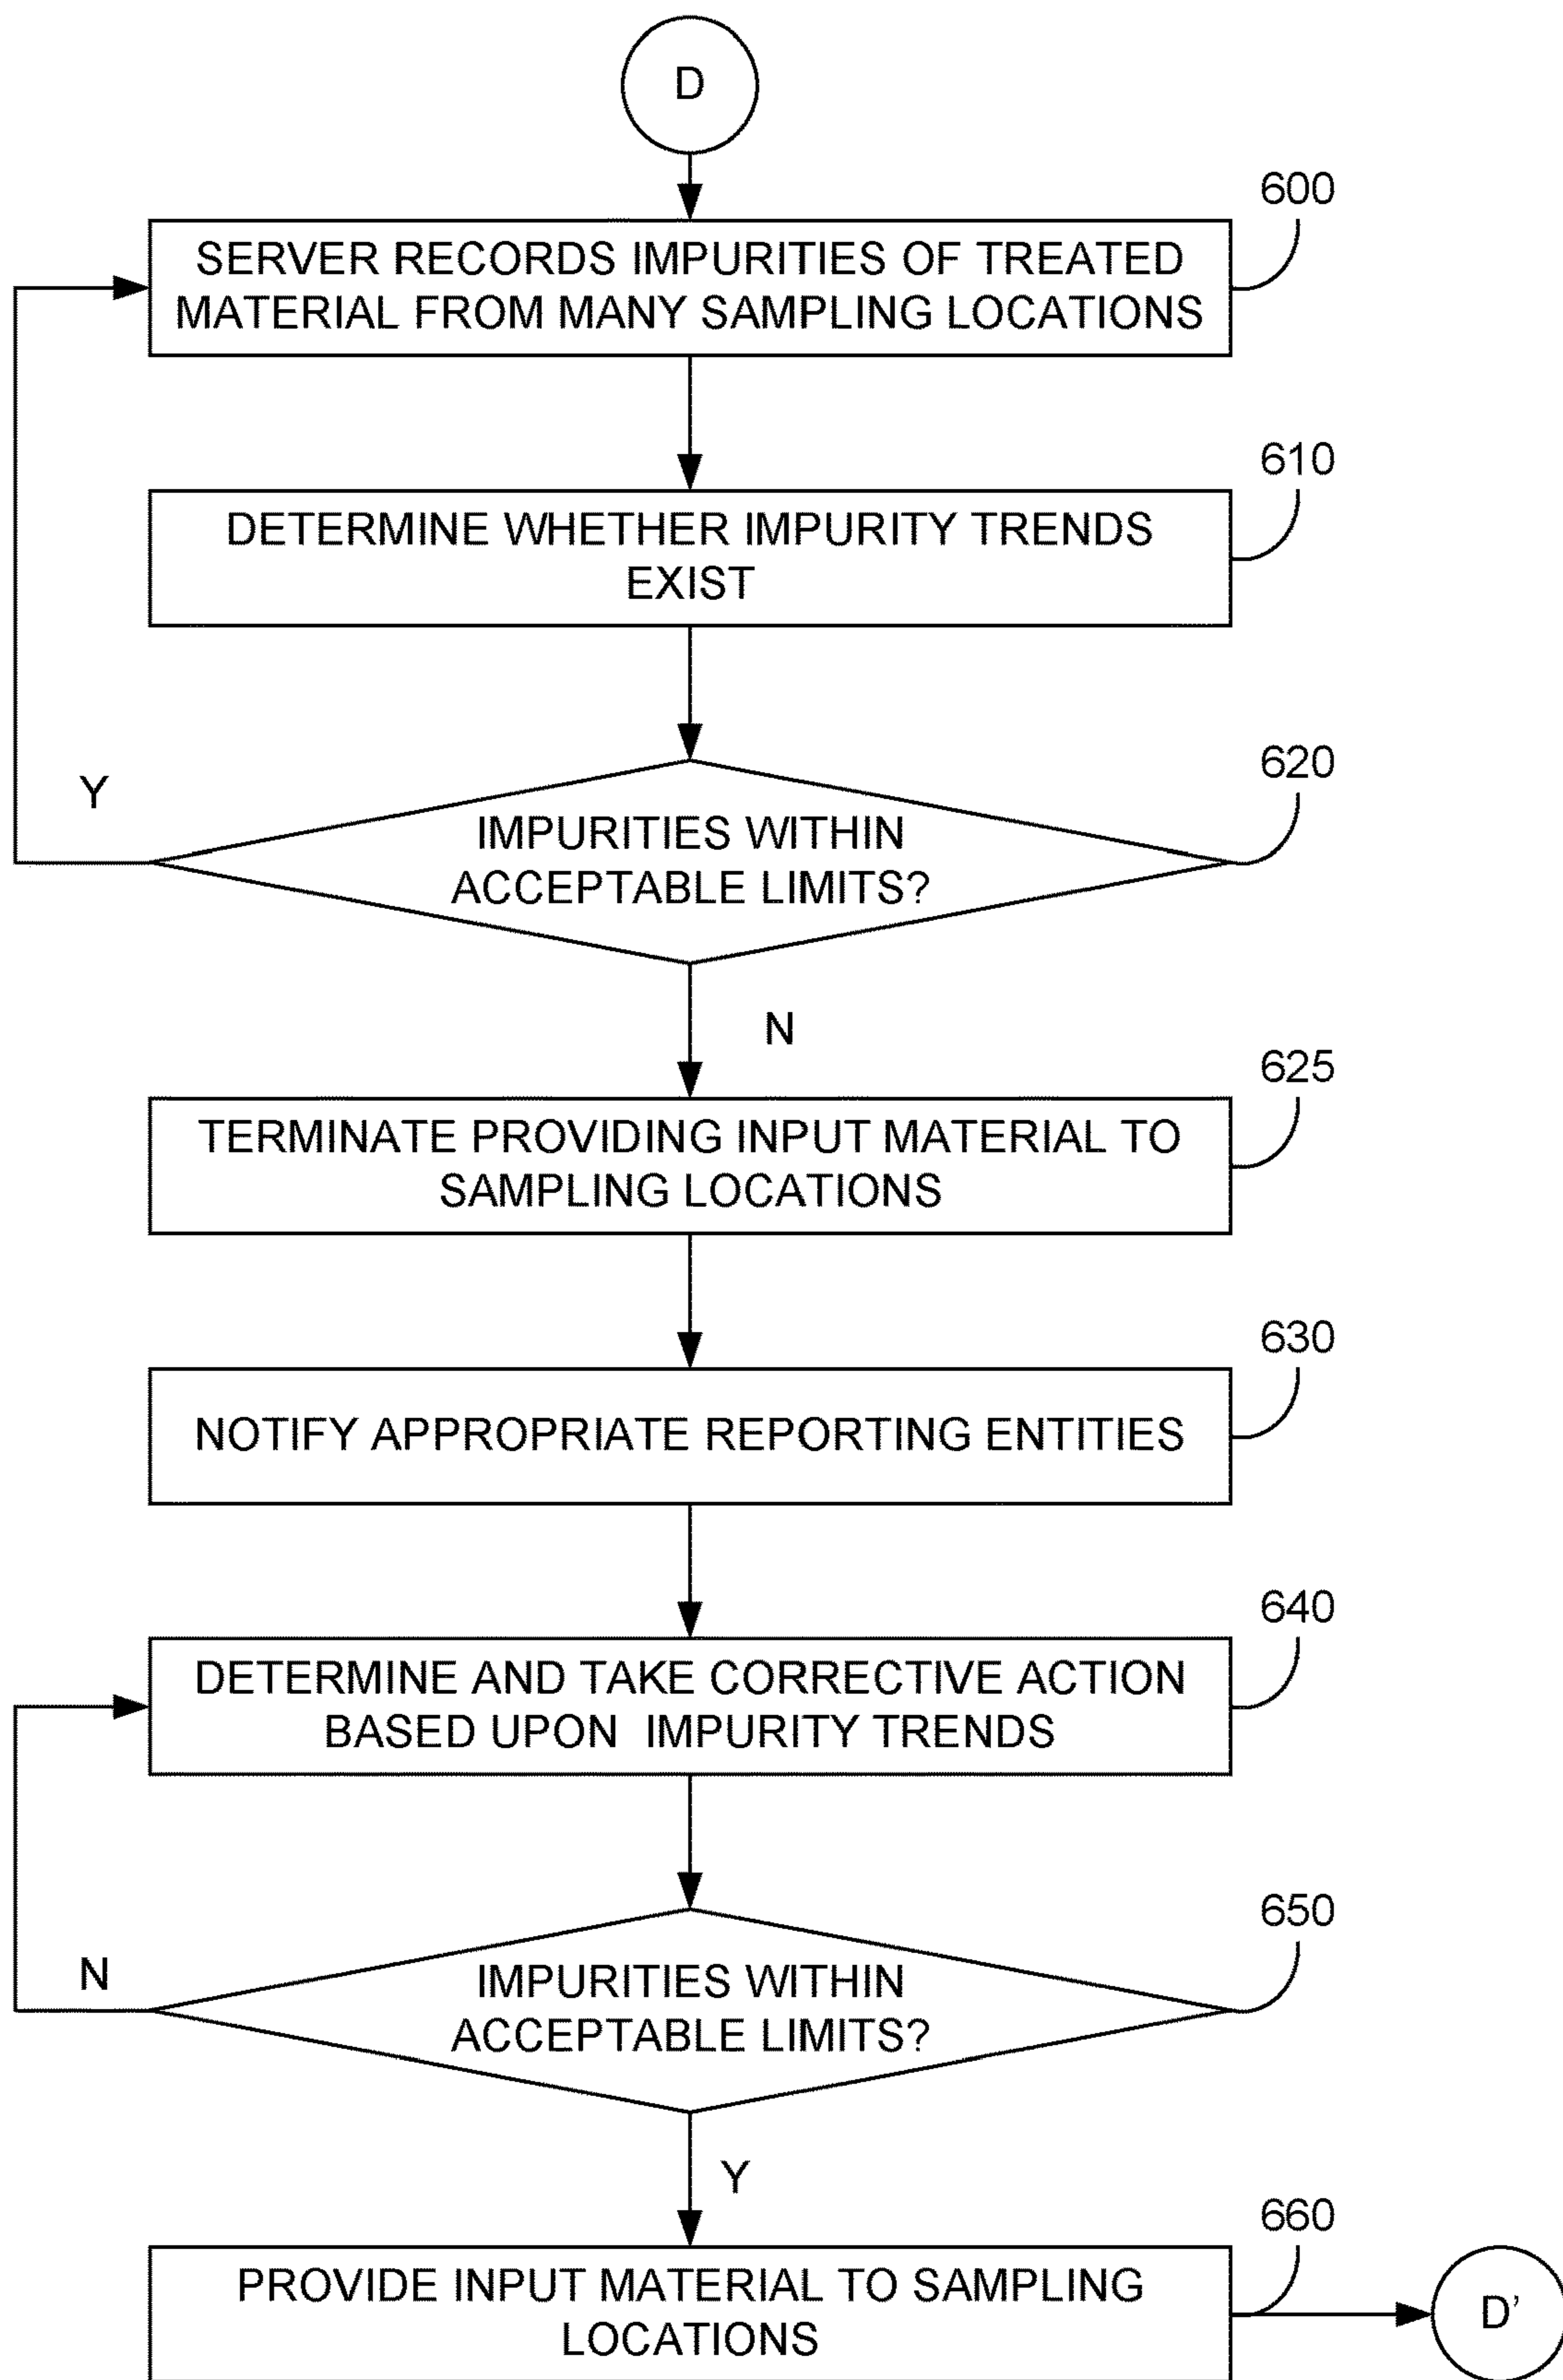 D
600
SERVER RECORDS IMPURITIES OF TREATED
MATERIAL FROM MANY SAMPLING LOCATIONS
610
DETERMINE WHETHER IMPURITY TRENDS
EXIST
620
Y
IMPURITIES WITHIN
ACCEPTABLE LIMITS?
N
625
TERMINATE PROVIDING INPUT MATERIAL TO
SAMPLING LOCATIONS
630
NOTIFY APPROPRIATE REPORTING ENTITIES
640
DETERMINE AND TAKE CORRECTIVE ACTION
BASED UPON IMPURITY TRENDS
650
N
IMPURITIES WITHIN
ACCEPTABLE LIMITS?
Y
660
PROVIDE INPUT MATERIAL TO SAMPLING
LOCATIONS
D'